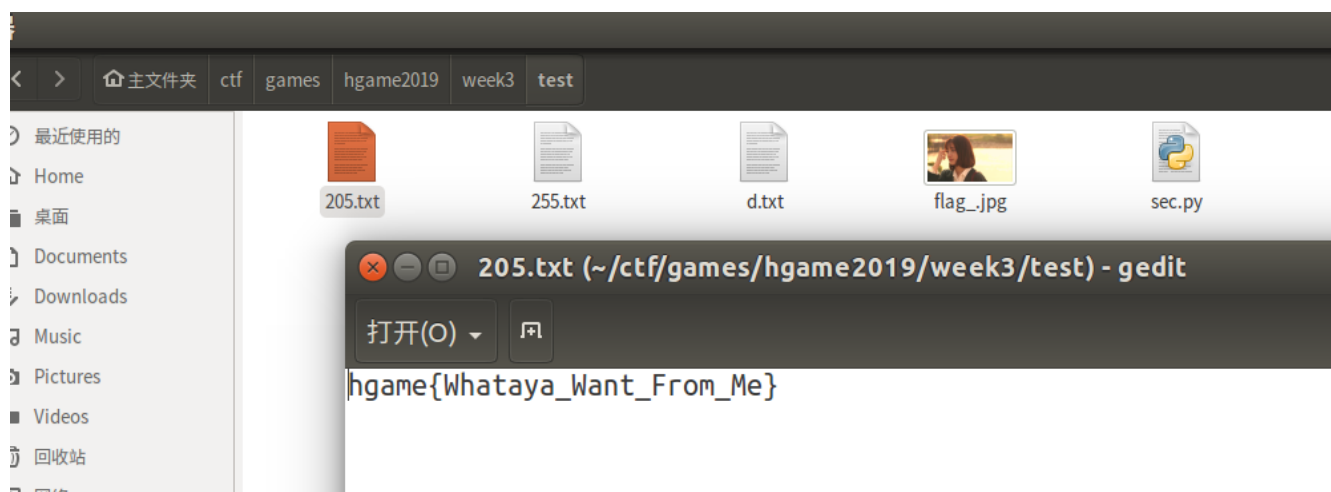 主文件夹 ctf games hgame2019 week3 test
最近使用的
Home
桌面
Documents
Downloads
Music
Pictures
Videos
回收站
205.txt 255.txt d.txt flag_.jpg sec.py
205.txt (~/ctf/games/hgame2019/week3/test) - gedit
打开(O)
hgame{Whataya_Want_From_Me}